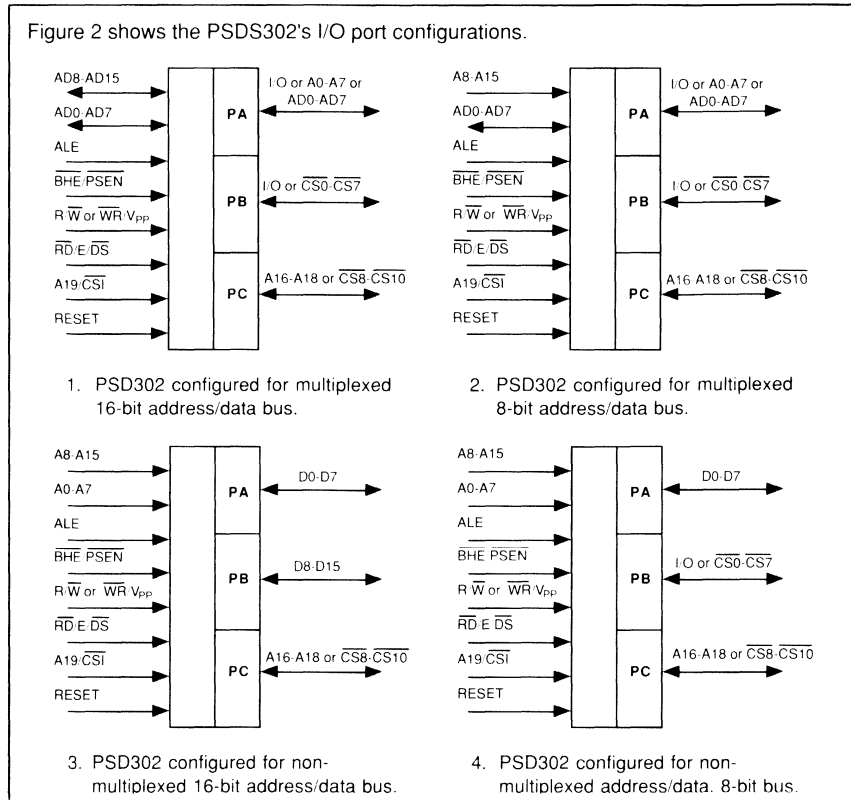 Figure 2 shows the PSDS302's I/O port configurations.
AD8-AD15
AD0-AD7
ALE
BHE/PSEN
R/W or WR/VPP
RD/E/DS
A19/CSI
RESET
PA
PB
PC
I/O or A0-A7 or
AD0-AD7
I/O or CS0-CS7
A16-A18 or CS8-CS10
1. PSD302 configured for multiplexed
16-bit address/data bus.
A8-A15
AD0-AD7
ALE
BHE/PSEN
R/W or WR/VPP
RD/E/DS
A19/CSI
RESET
PA
PB
PC
I/O or A0-A7 or
AD0-AD7
I/O or CS0-CS7
A16-A18 or CS8-CS10
2. PSD302 configured for multiplexed
8-bit address/data bus.
A8-A15
A0-A7
ALE
BHE/PSEN
R/W or WR/VPP
RD/E/DS
A19/CSI
RESET
PA
PB
PC
D0-D7
D8-D15
A16-A18 or CS8-CS10
3. PSD302 configured for non-
multiplexed 16-bit address/data bus.
A8-A15
A0-A7
ALE
BHE/PSEN
R/W or WR/VPP
RD/E/DS
A19/CSI
RESET
PA
PB
PC
D0-D7
I/O or CS0-CS7
A16-A18 or CS8-CS10
4. PSD302 configured for non-
multiplexed address/data. 8-bit bus.